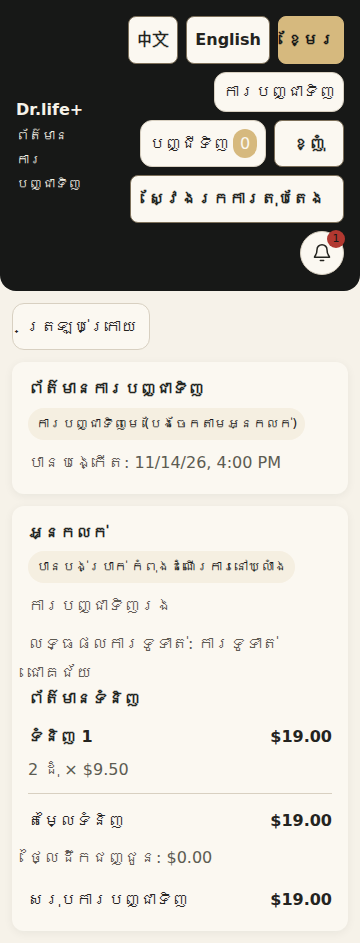 中文
English
ខ្មែរ
ការបញ្ជាទិញ
Dr.life+
ព័ត៌មាន
ការ
បញ្ជាទិញ
បញ្ជីទិញ 0
ខ្ញុំ
ស្វែងរកការតុបតែង
1
ត្រឡប់ក្រោយ
ព័ត៌មានការបញ្ជាទិញ
ការបញ្ជាទិញមេ (បែងចែកតាមអ្នកលក់)
បានបង្កើត: 11/14/26, 4:00 PM
អ្នកលក់
បានបង់ប្រាក់ កំពុងដំណើរការនៅឃ្លាំង
ការបញ្ជាទិញរង
លទ្ធផលការទូទាត់: ការទូទាត់
ជោគជ័យ
ព័ត៌មានទំនិញ
ទំនិញ 1 $19.00
2 ដុំ × $9.50
តម្លៃទំនិញ $19.00
ថ្លៃដឹកជញ្ជូន: $0.00
សរុបការបញ្ជាទិញ $19.00